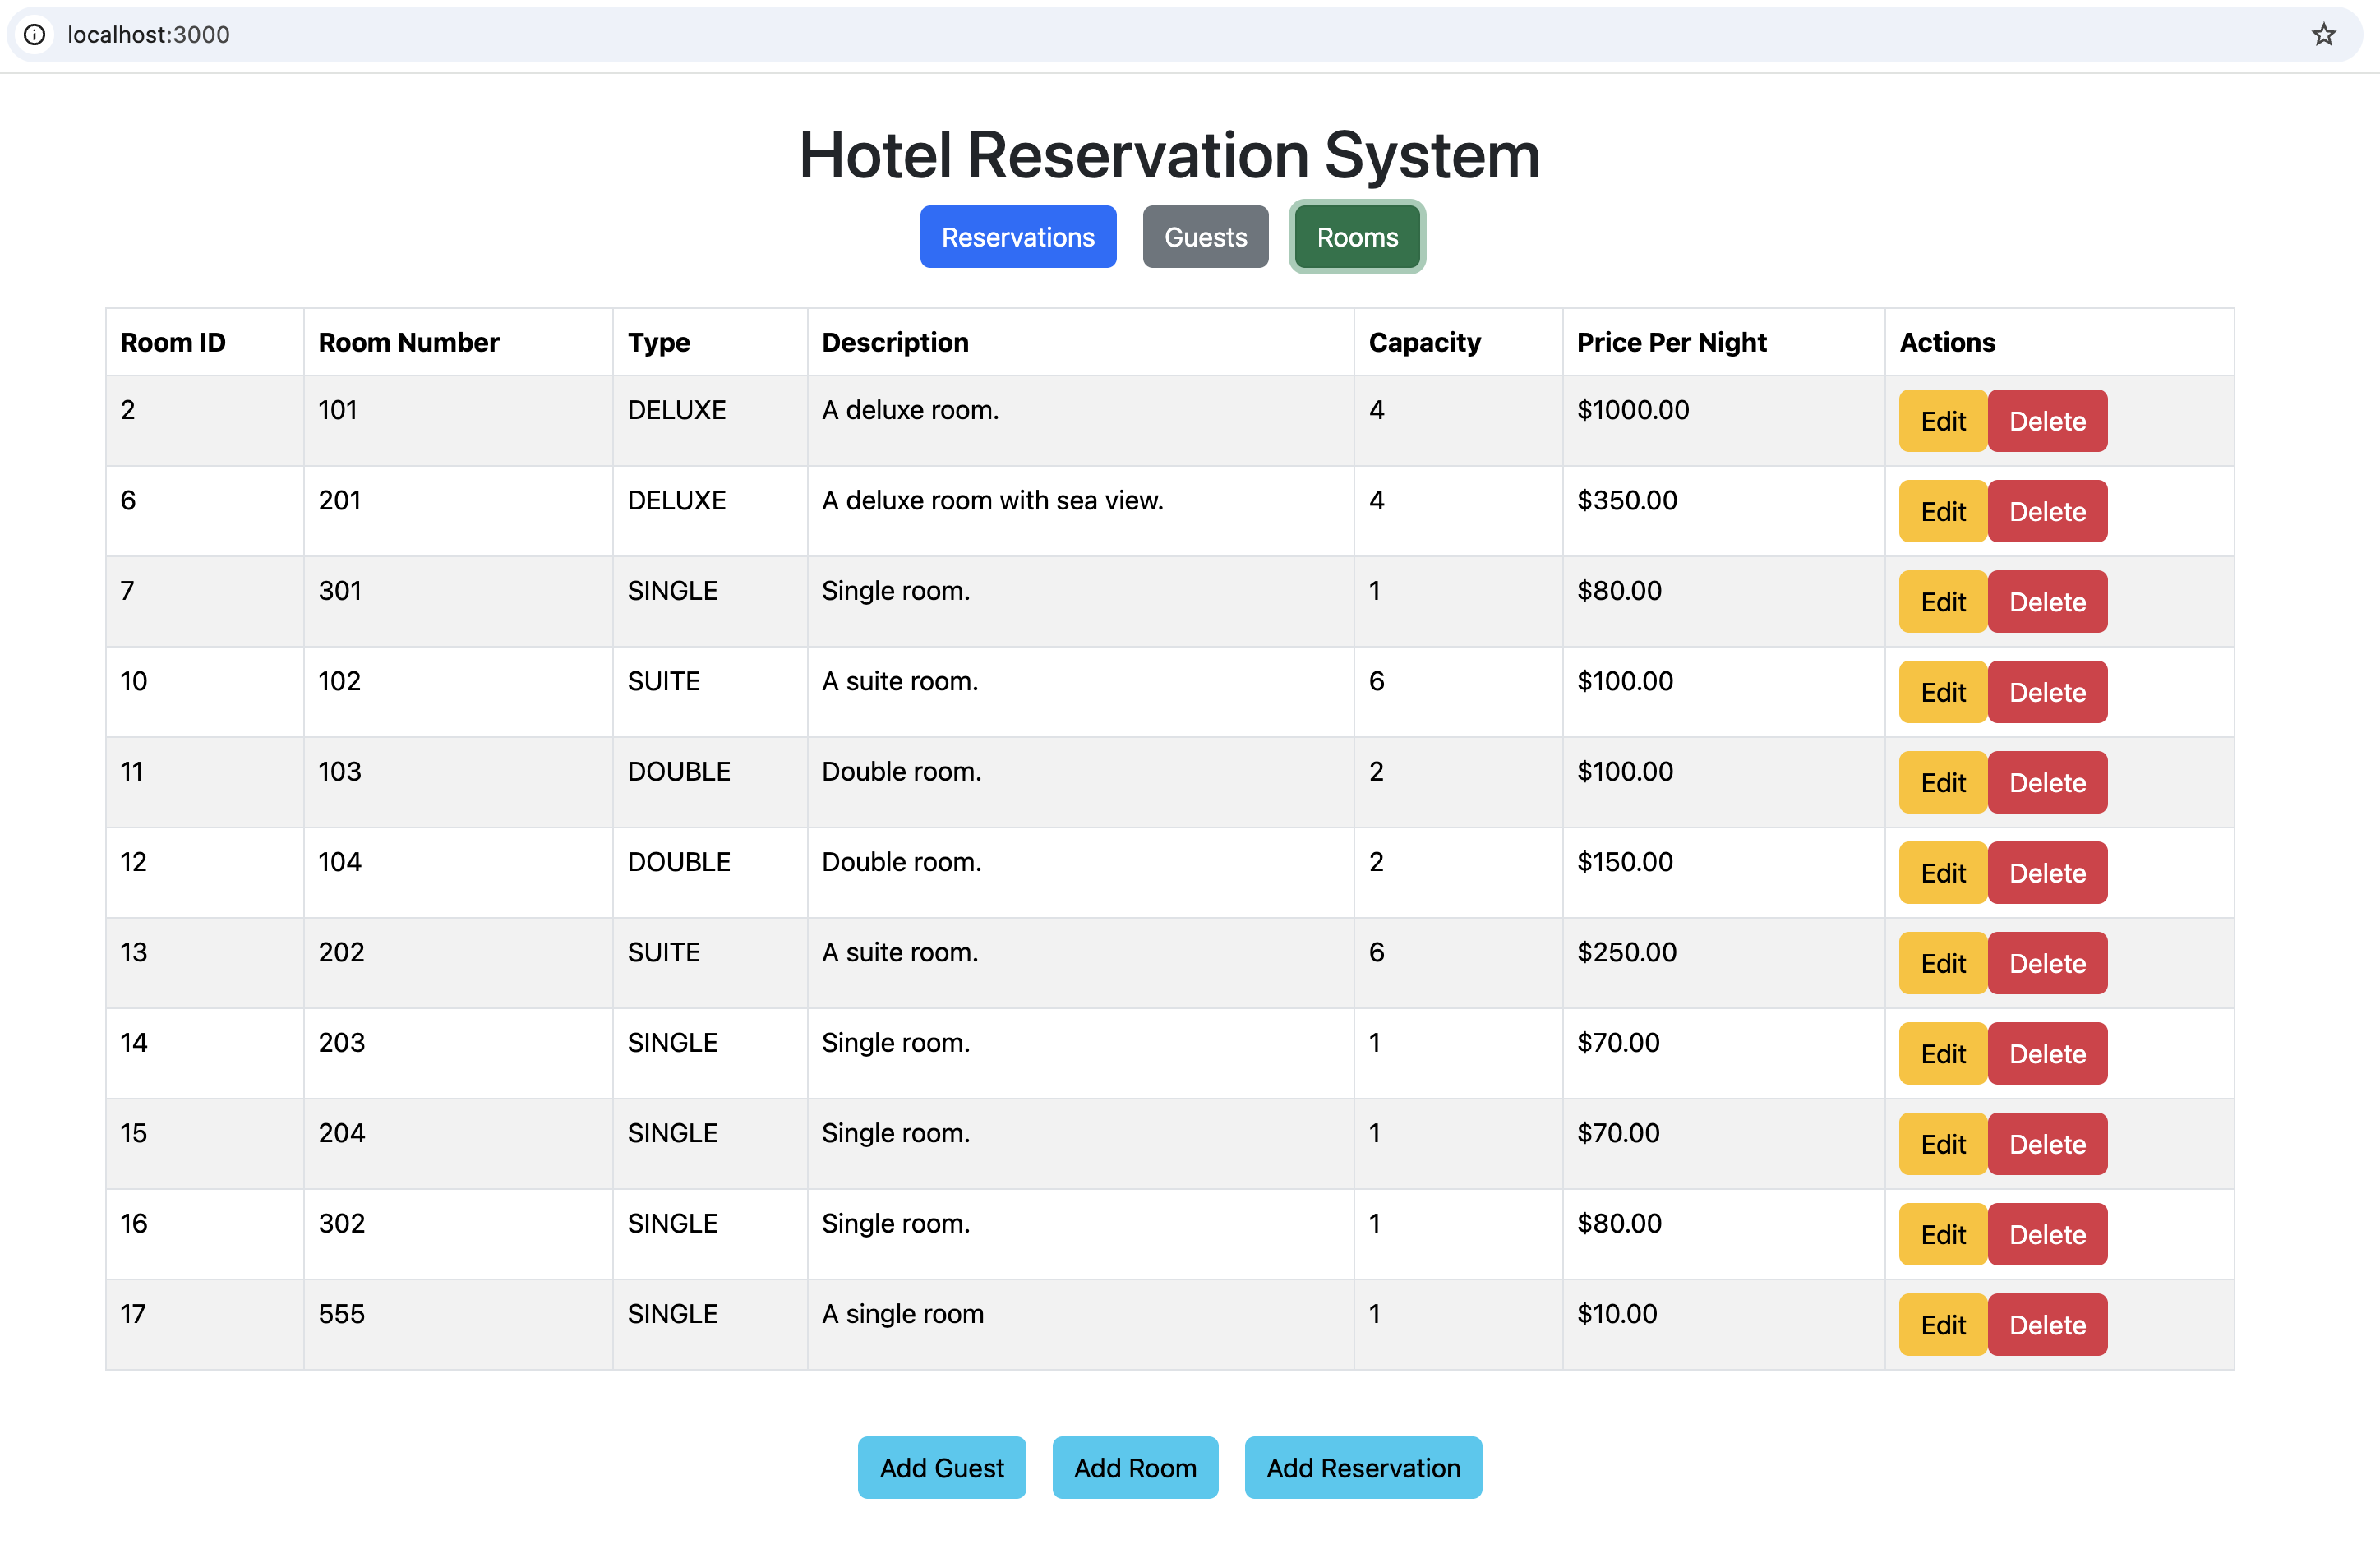 localhost:3000
Hotel Reservation System
Reservations Guests Rooms
Room ID Room Number Type Description Capacity Price Per Night Actions
2 101 DELUXE A deluxe room. 4 $1000.00 Edit Delete
6 201 DELUXE A deluxe room with sea view. 4 $350.00 Edit Delete
7 301 SINGLE Single room. 1 $80.00 Edit Delete
10 102 SUITE A suite room. 6 $100.00 Edit Delete
11 103 DOUBLE Double room. 2 $100.00 Edit Delete
12 104 DOUBLE Double room. 2 $150.00 Edit Delete
13 202 SUITE A suite room. 6 $250.00 Edit Delete
14 203 SINGLE Single room. 1 $70.00 Edit Delete
15 204 SINGLE Single room. 1 $70.00 Edit Delete
16 302 SINGLE Single room. 1 $80.00 Edit Delete
17 555 SINGLE A single room 1 $10.00 Edit Delete
Add Guest Add Room Add Reservation